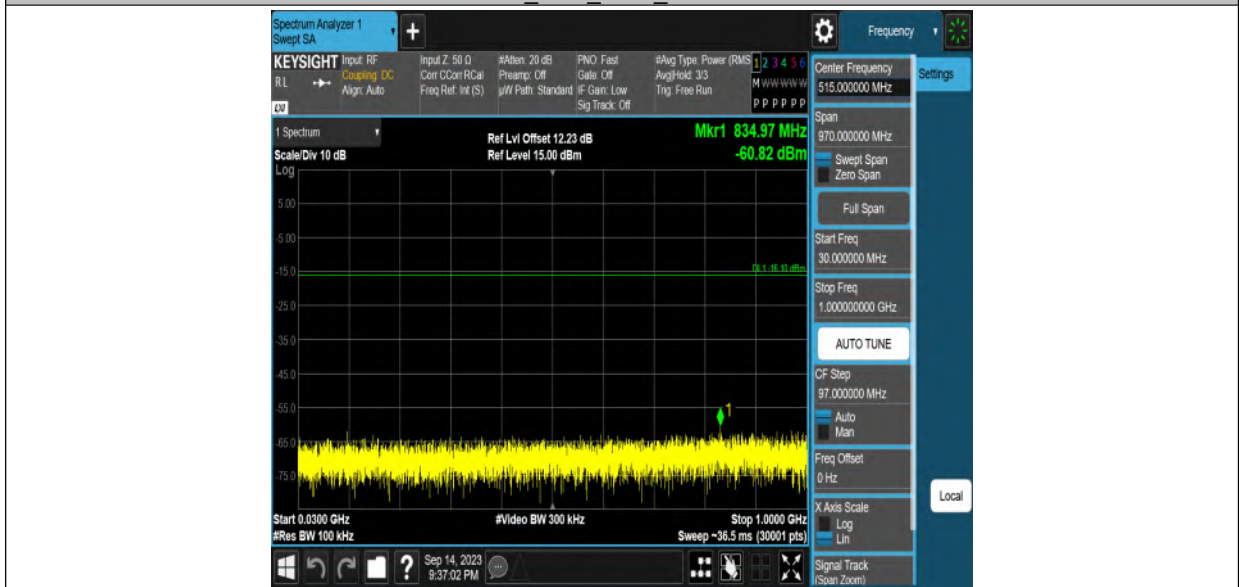 Spectrum Analyzer 1
Swept SA
+
Frequency
KEYSIGHT
RL
LXI
Input: RF
Coupling: DC
Align: Auto
Input Z: 50 Ω
Corr CCorr RCal
Freq Ref: Int (S)
#Atten: 20 dB
Preamp: Off
µW Path: Standard
PNO: Fast
Gate: Off
IF Gain: Low
Sig Track: Off
#Avg Type: Power (RMS
Avg|Hold: 3/3
Trig: Free Run
1 2 3 4 5 6
M W W W W W
P P P P P P
1 Spectrum
Scale/Div 10 dB
Ref Lvl Offset 12.23 dB
Ref Level 15.00 dBm
Mkr1 834.97 MHz
-60.82 dBm
Log
5.00
-5.00
-15.0
DL1 -16.10 dBm
-25.0
-35.0
-45.0
-55.0
1
-65.0
-75.0
Start 0.0300 GHz
#Video BW 300 kHz
Stop 1.0000 GHz
#Res BW 100 kHz
Sweep ~36.5 ms (30001 pts)
Sep 14, 2023
9:37:02 PM
Center Frequency
515.000000 MHz
Settings
Span
970.000000 MHz
Swept Span
Zero Span
Full Span
Start Freq
30.000000 MHz
Stop Freq
1.000000000 GHz
AUTO TUNE
CF Step
97.000000 MHz
Auto
Man
Freq Offset
0 Hz
X Axis Scale
Log
Lin
Local
Signal Track
(Span Zoom)